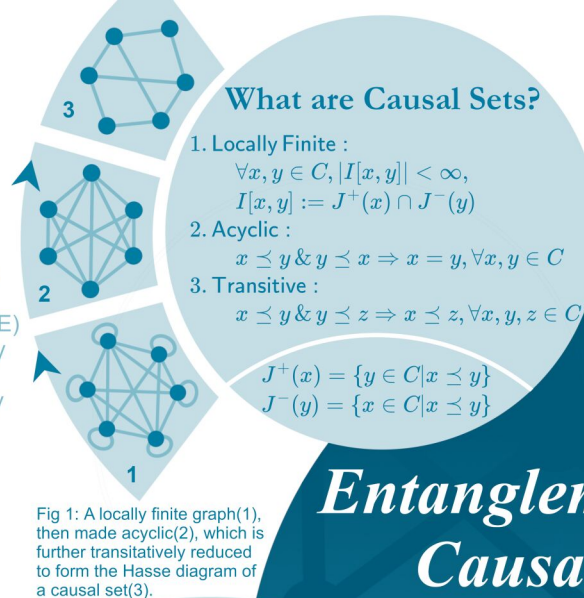 3
2
1
What are Causal Sets?
1. Locally Finite :
∀x, y ∈ C, |I[x, y]| < ∞,
I[x, y] := J⁺(x) ∩ J⁻(y)
2. Acyclic :
x ⪯ y & y ⪯ x ⇒ x = y, ∀x, y ∈ C
3. Transitive :
x ⪯ y & y ⪯ z ⇒ x ⪯ z, ∀x, y, z ∈ C
J⁺(x) = {y ∈ C|x ⪯ y}
J⁻(y) = {x ∈ C|x ⪯ y}
E)
Fig 1: A locally finite graph(1),
then made acyclic(2), which is
further transitatively reduced
to form the Hasse diagram of
a causal set(3).
Entanglem
Causa